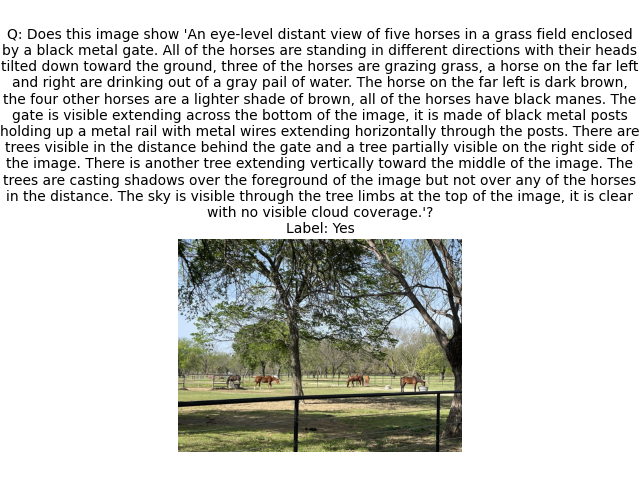 Q: Does this image show 'An eye-level distant view of five horses in a grass field enclosed
by a black metal gate. All of the horses are standing in different directions with their heads
tilted down toward the ground, three of the horses are grazing grass, a horse on the far left
and right are drinking out of a gray pail of water. The horse on the far left is dark brown,
the four other horses are a lighter shade of brown, all of the horses have black manes. The
gate is visible extending across the bottom of the image, it is made of black metal posts
holding up a metal rail with metal wires extending horizontally through the posts. There are
trees visible in the distance behind the gate and a tree partially visible on the right side of
the image. There is another tree extending vertically toward the middle of the image. The
trees are casting shadows over the foreground of the image but not over any of the horses
in the distance. The sky is visible through the tree limbs at the top of the image, it is clear
with no visible cloud coverage.'?
Label: Yes